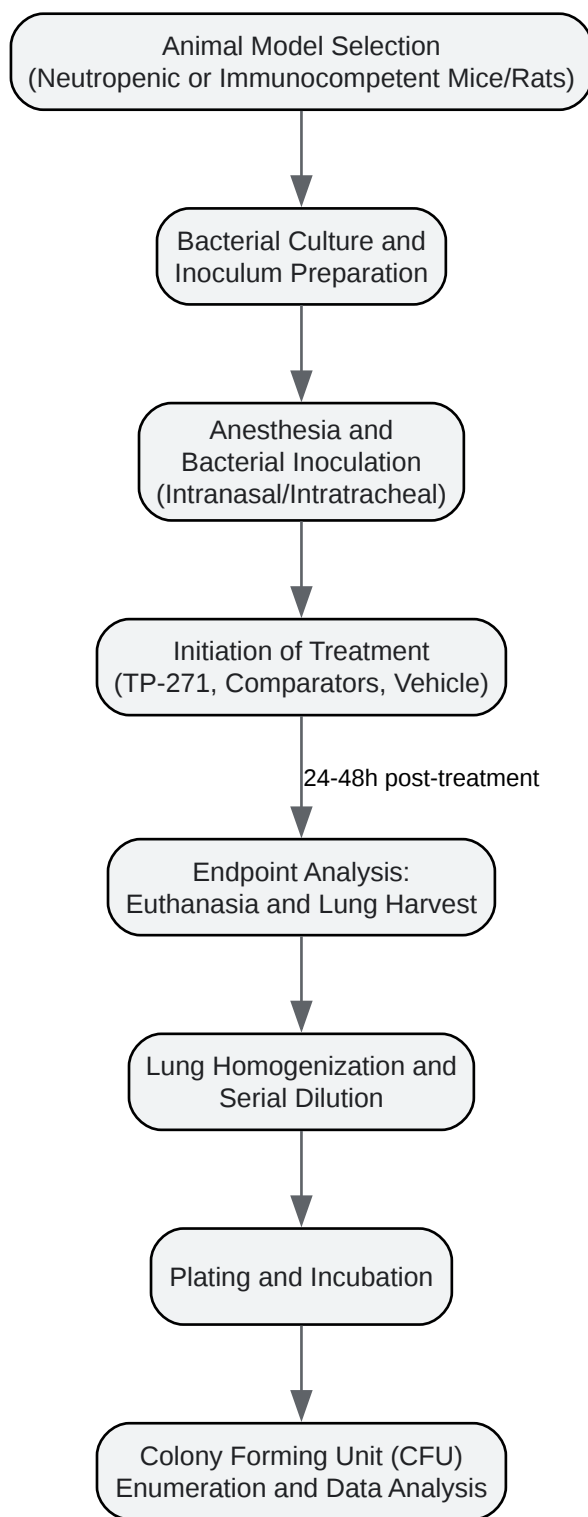 Animal Model Selection
(Neutropenic or Immunocompetent Mice/Rats)
Bacterial Culture and
Inoculum Preparation
Anesthesia and
Bacterial Inoculation
(Intranasal/Intratracheal)
Initiation of Treatment
(TP-271, Comparators, Vehicle)
24-48h post-treatment
Endpoint Analysis:
Euthanasia and Lung Harvest
Lung Homogenization and
Serial Dilution
Plating and Incubation
Colony Forming Unit (CFU)
Enumeration and Data Analysis